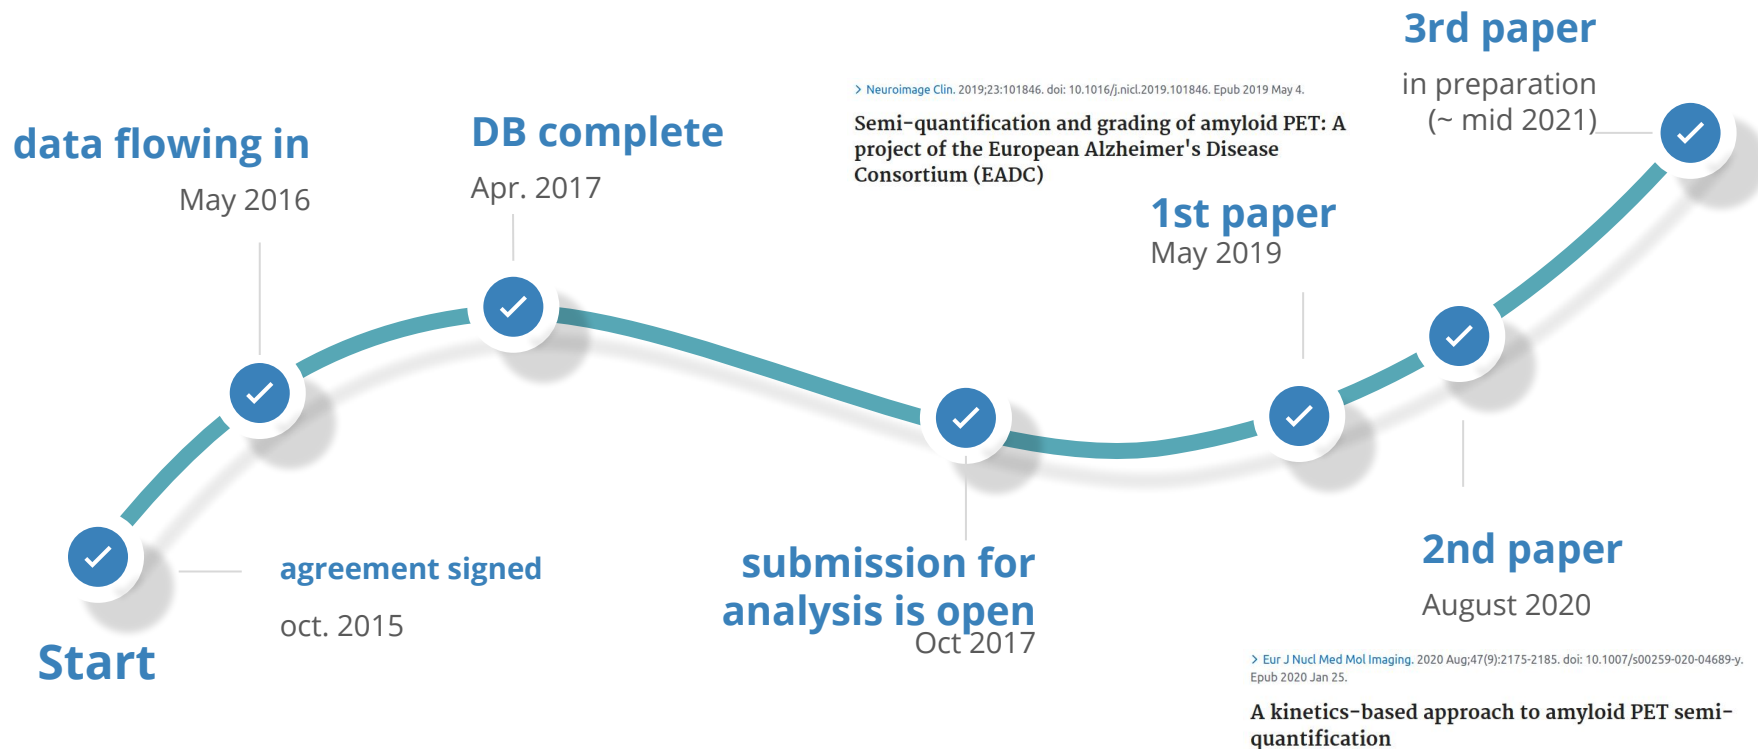 Start
agreement signed
oct. 2015
data flowing in
May 2016
DB complete
Apr. 2017
submission for
analysis is open
Oct 2017
> Neuroimage Clin. 2019;23:101846. doi: 10.1016/j.nicl.2019.101846. Epub 2019 May 4.
Semi-quantification and grading of amyloid PET: A
project of the European Alzheimer's Disease
Consortium (EADC)
1st paper
May 2019
2nd paper
August 2020
> Eur J Nucl Med Mol Imaging. 2020 Aug;47(9):2175-2185. doi: 10.1007/s00259-020-04689-y.
Epub 2020 Jan 25.
A kinetics-based approach to amyloid PET semi-
quantification
3rd paper
in preparation
(~ mid 2021)